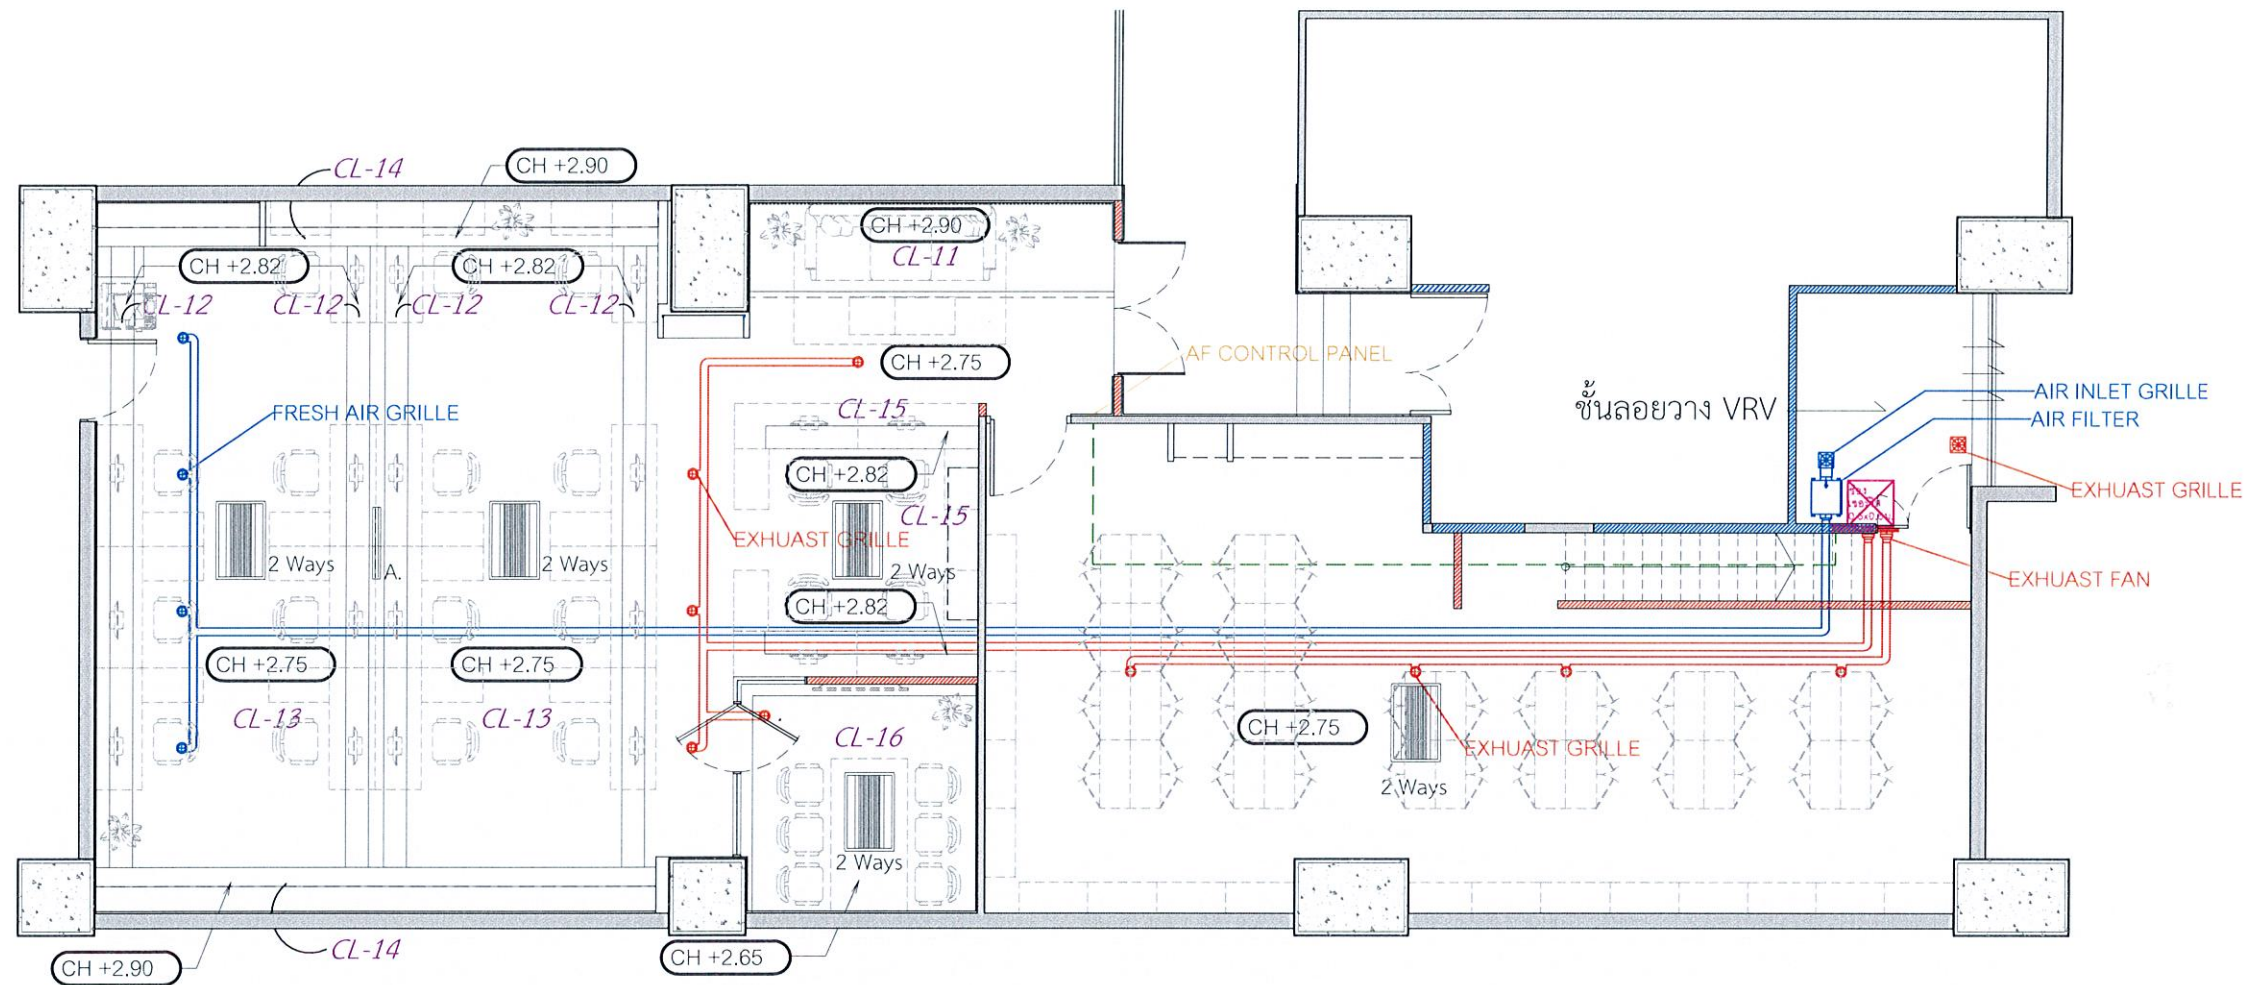 CL-14
CH +2.90
CH +2.90
CL-11
CH +2.82
CH +2.82
CL-12
CL-12
CL-12
CL-12
CH +2.75
AF CONTROL PANEL
ชั้นลอยวาง VRV
AIR INLET GRILLE
AIR FILTER
FRESH AIR GRILLE
CL-15
CH +2.82
EXHUAST GRILLE
CL-15
EXHUAST GRILLE
2 Ways
2 Ways
A.
2 Ways
EXHUAST FAN
CH +2.82
CH +2.75
CH +2.75
CL-13
CL-13
CL-16
CH +2.75
EXHUAST GRILLE
2 Ways
2 Ways
CL-14
CH +2.90
CH +2.65